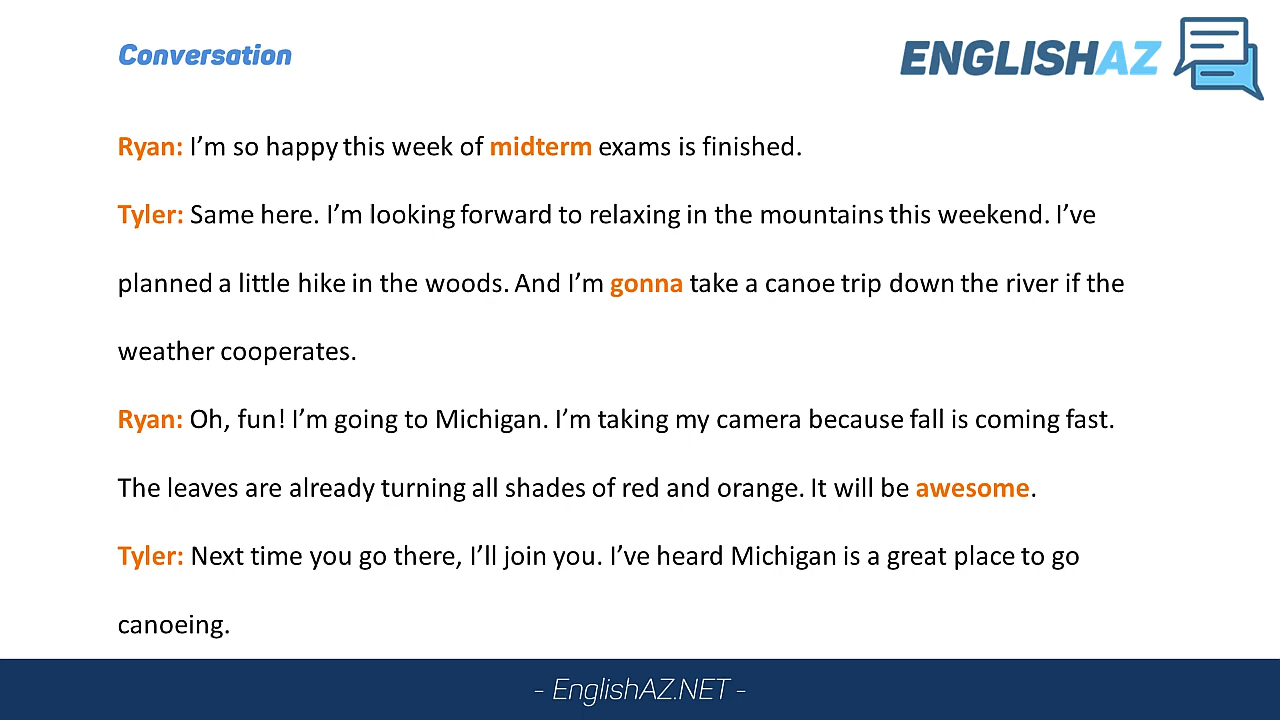 Conversation
ENGLISHAZ
Ryan: I’m so happy this week of midterm exams is finished.
Tyler: Same here. I’m looking forward to relaxing in the mountains this weekend. I’ve
planned a little hike in the woods. And I’m gonna take a canoe trip down the river if the
weather cooperates.
Ryan: Oh, fun! I’m going to Michigan. I’m taking my camera because fall is coming fast.
The leaves are already turning all shades of red and orange. It will be awesome.
Tyler: Next time you go there, I’ll join you. I’ve heard Michigan is a great place to go
canoeing.
- EnglishAZ.NET -